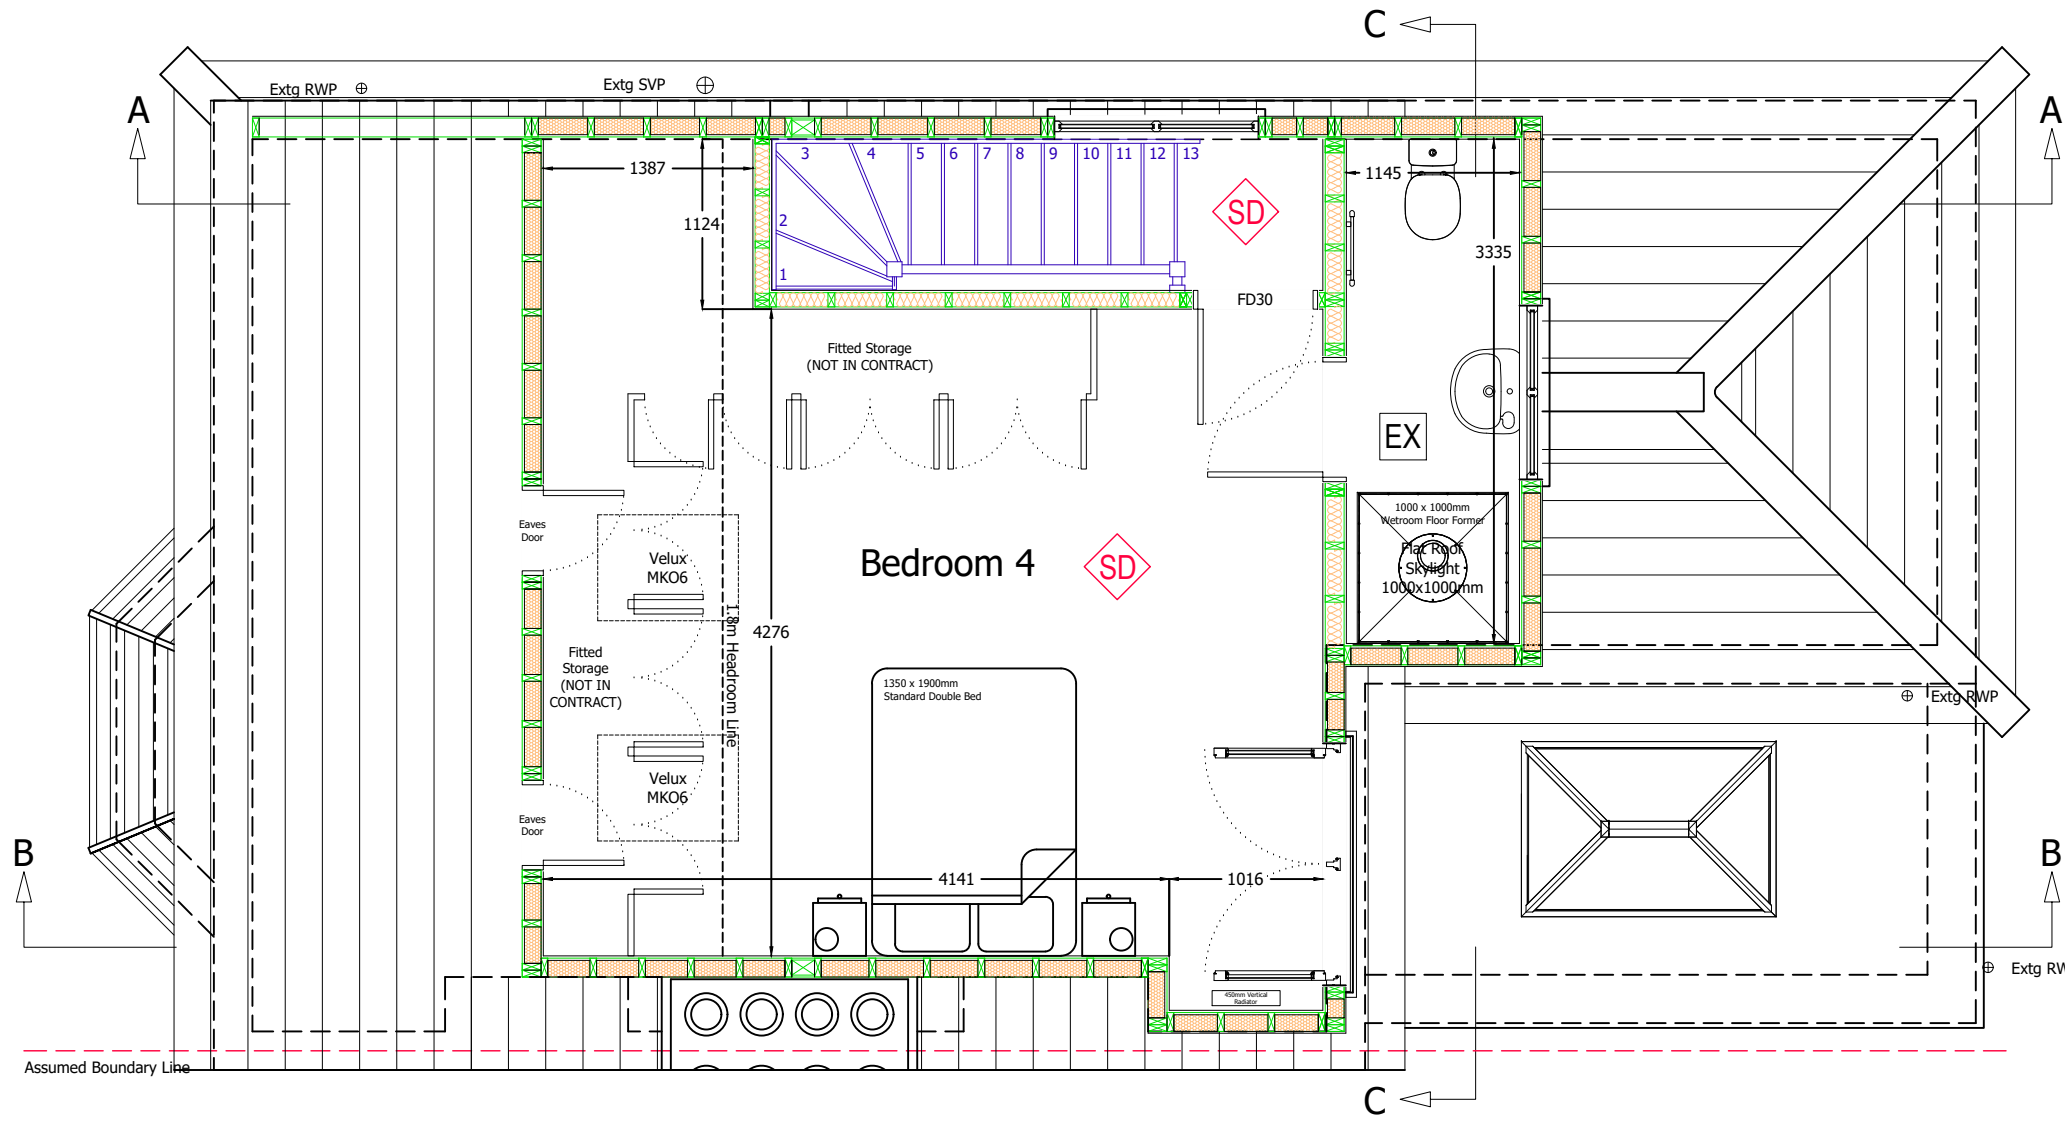 C
Extg RWP
Extg SVP
A
A
3
4
5
6
7
8
9
10
11
12
13
1387
1145
2
SD
1124
3335
1
FD30
Fitted Storage
(NOT IN CONTRACT)
EX
1000 x 1000mm
Wetroom Floor Former
Eaves
Door
Flat Roof
Skylight
1000x1000mm
Velux
MKO6
Bedroom 4
SD
1.8m Headroom Line
4276
Fitted
Storage
(NOT IN
CONTRACT)
1350 x 1900mm
Standard Double Bed
Extg RWP
Velux
MKO6
Eaves
Door
B
B
4141
1016
Extg RW
450mm Vertical
Radiator
Assumed Boundary Line
C